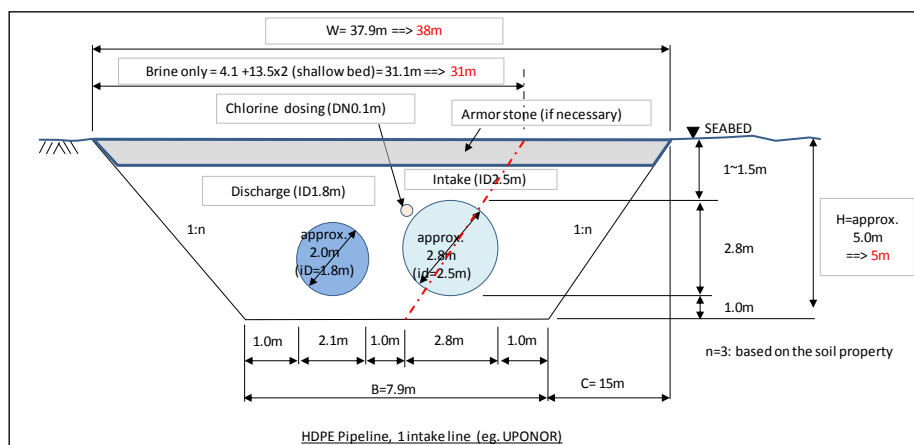 W= 37.9m ==> 38m
Brine only = 4.1 +13.5x2 (shallow bed)= 31.1m ==> 31m
Chlorine dosing (DN0.1m)
Armor stone (if necessary)
SEABED
1~1.5m
Discharge (ID1.8m)
Intake (ID2.5m)
1:n
1:n
approx.
2.0m
(iD=1.8m)
approx.
2.8m
(id=2.5m)
2.8m
H=approx.
5.0m
==> 5m
1.0m
1.0m
2.1m
1.0m
2.8m
1.0m
n=3: based on the soil property
B=7.9m
C= 15m
HDPE Pipeline, 1 intake line (eg. UPONOR)